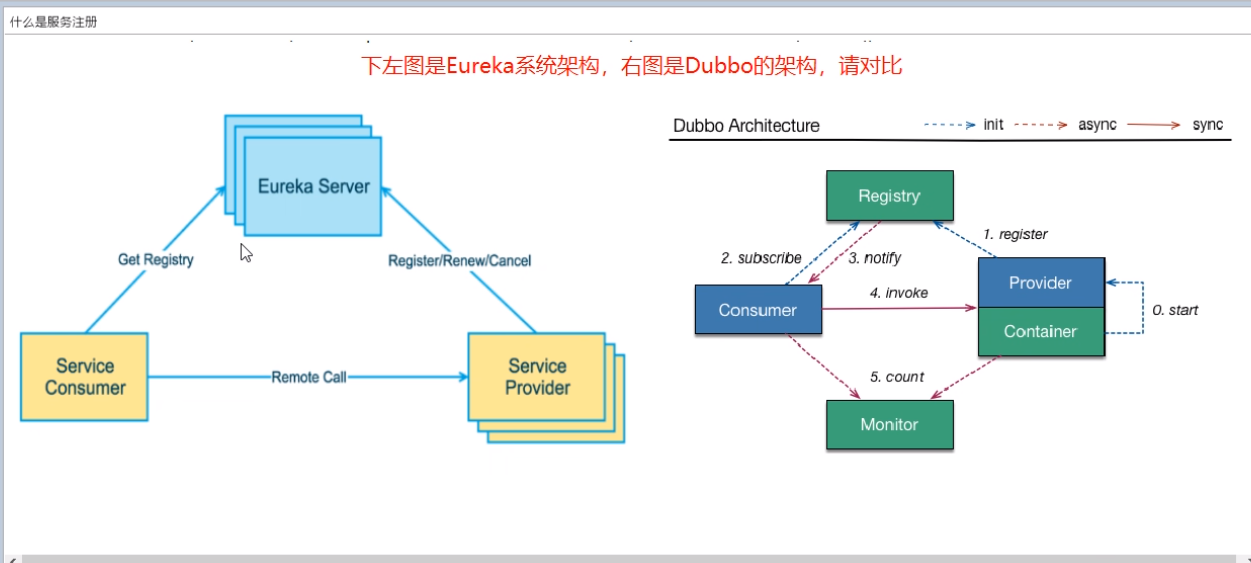 什么是服务注册
下左图是Eureka系统架构，右图是Dubbo的架构，请对比
Eureka Server
Get Registry
Register/Renew/Cancel
Service
Consumer
Remote Call
Service
Provider
Dubbo Architecture
init
async
sync
Registry
1. register
2. subscribe
3. notify
Provider
4. invoke
Consumer
0. start
Container
5. count
Monitor